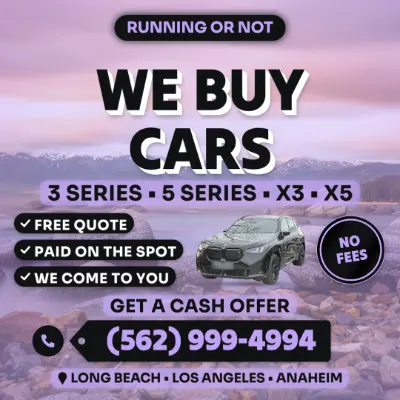 RUNNING OR NOT
WE BUY
CARS
3 SERIES ▪ 5 SERIES ▪ X3 ▪ X5
✓ FREE QUOTE
✓ PAID ON THE SPOT
✓ WE COME TO YOU
NO
FEES
GET A CASH OFFER
(562) 999-4994
LONG BEACH ▪ LOS ANGELES ▪ ANAHEIM